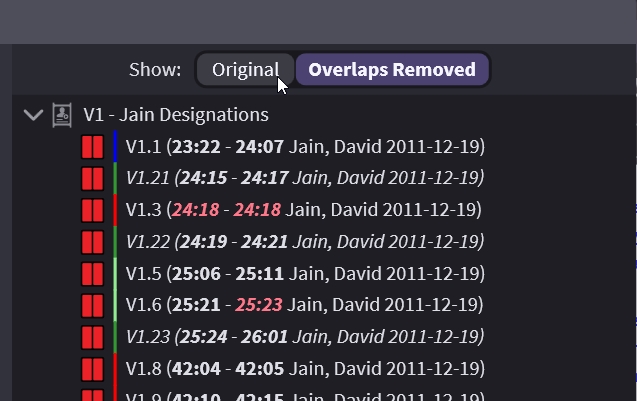 Show: Original Overlaps Removed
V1 - Jain Designations
V1.1 (23:22 - 24:07 Jain, David 2011-12-19)
V1.21 (24:15 - 24:17 Jain, David 2011-12-19)
V1.3 (24:18 - 24:18 Jain, David 2011-12-19)
V1.22 (24:19 - 24:21 Jain, David 2011-12-19)
V1.5 (25:06 - 25:11 Jain, David 2011-12-19)
V1.6 (25:21 - 25:23 Jain, David 2011-12-19)
V1.23 (25:24 - 26:01 Jain, David 2011-12-19)
V1.8 (42:04 - 42:05 Jain, David 2011-12-19)
V1.9 (42:10 - 42:15 Jain, David 2011-12-19)